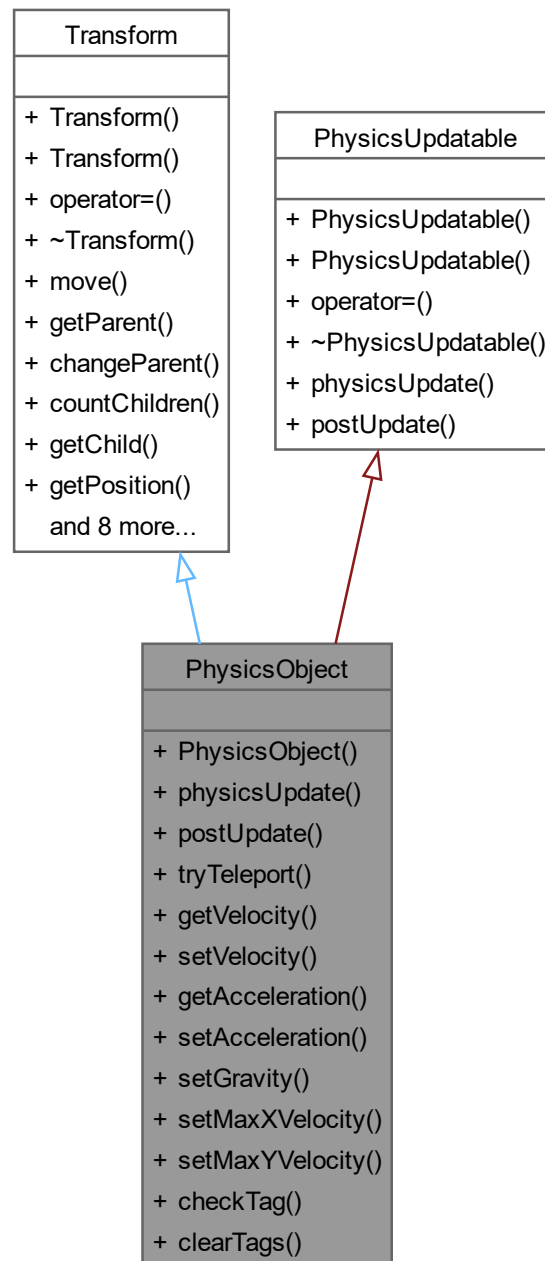 Transform
+ Transform()
+ Transform()
+ operator=()
+ ~Transform()
+ move()
+ getParent()
+ changeParent()
+ countChildren()
+ getChild()
+ getPosition()
and 8 more...
PhysicsUpdatable
+ PhysicsUpdatable()
+ PhysicsUpdatable()
+ operator=()
+ ~PhysicsUpdatable()
+ physicsUpdate()
+ postUpdate()
PhysicsObject
+ PhysicsObject()
+ physicsUpdate()
+ postUpdate()
+ tryTeleport()
+ getVelocity()
+ setVelocity()
+ getAcceleration()
+ setAcceleration()
+ setGravity()
+ setMaxXVelocity()
+ setMaxYVelocity()
+ checkTag()
+ clearTags()